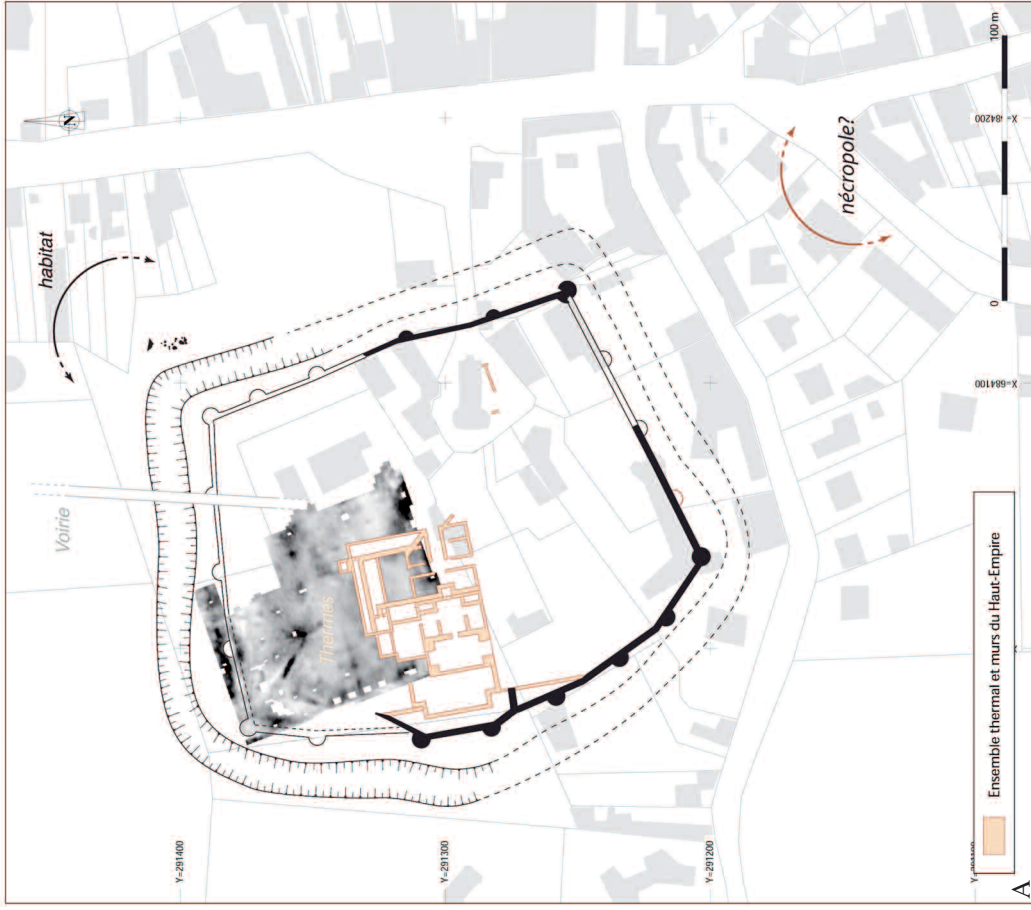 N
habitat
Voirie
Y=291400
Thermes
Y=291300
nécropole?
Y=291200
X=684100
X=684200
0
100 m
Ensemble thermal et murs du Haut-Empire
A